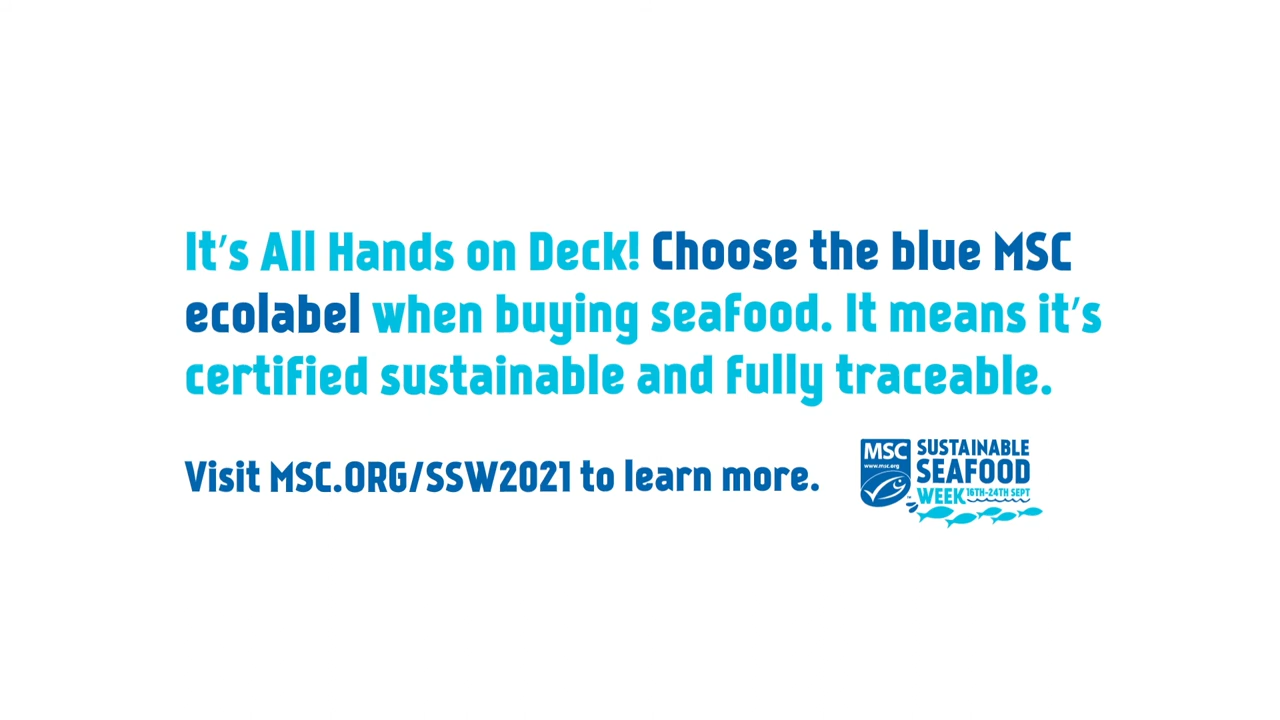 It's All Hands on Deck! Choose the blue MSC
ecolabel when buying seafood. It means it's
certified sustainable and fully traceable.
Visit MSC.ORG/SSW2021 to learn more.
MSC
www.msc.org
TM
SUSTAINABLE
SEAFOOD
WEEK 16TH-24TH SEPT